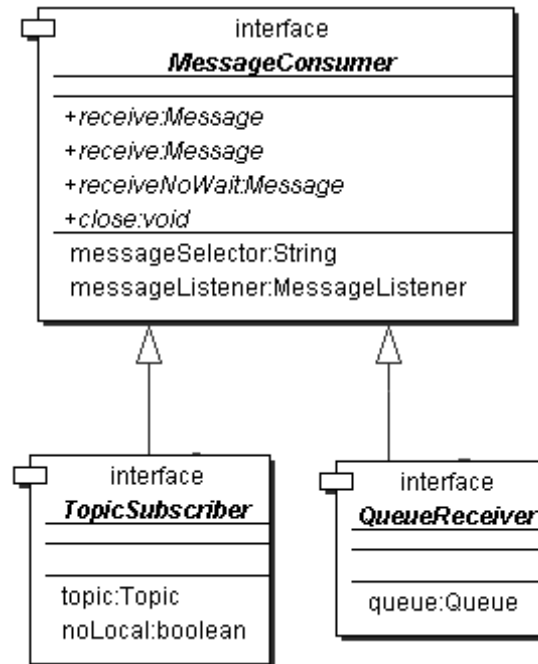 interface
MessageConsumer
+receive:Message
+receive:Message
+receiveNoWait:Message
+close:void
messageSelector:String
messageListener:MessageListener
interface
TopicSubscriber
topic:Topic
noLocal:boolean
interface
QueueReceiver
queue:Queue